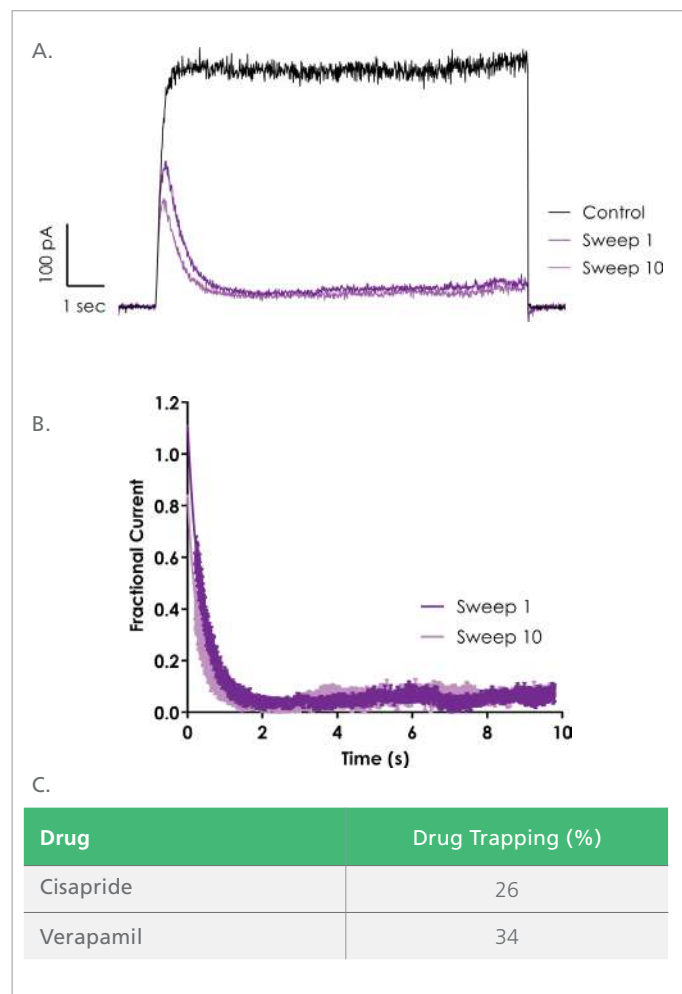 A.
Control
Sweep 1
Sweep 10
100 pA
1 sec
B.
1.2
1.0
0.8
0.6
0.4
0.2
0.0
Fractional Current
Sweep 1
Sweep 10
0 2 4 6 8 10
Time (s)
C.
Drug Drug Trapping (%)
Cisapride 26
Verapamil 34